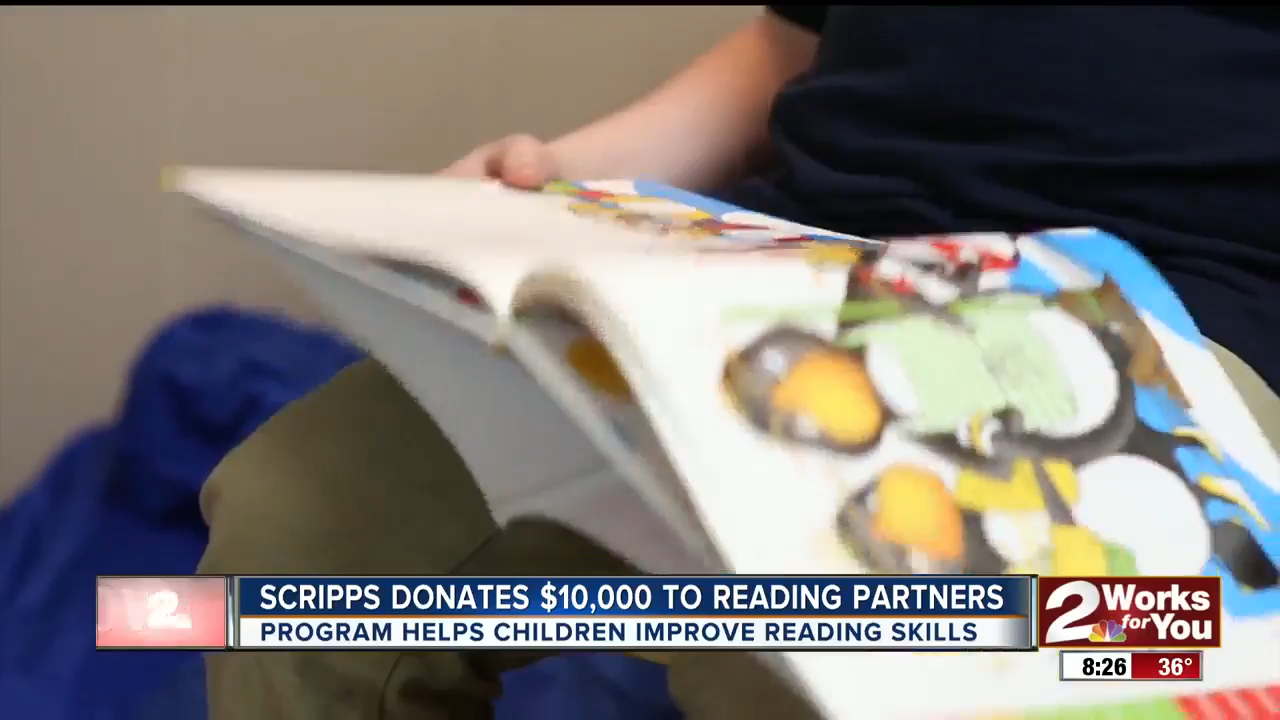 SCRIPPS DONATES $10,000 TO READING PARTNERS
PROGRAM HELPS CHILDREN IMPROVE READING SKILLS
2
2 Works for You
8:26 36°